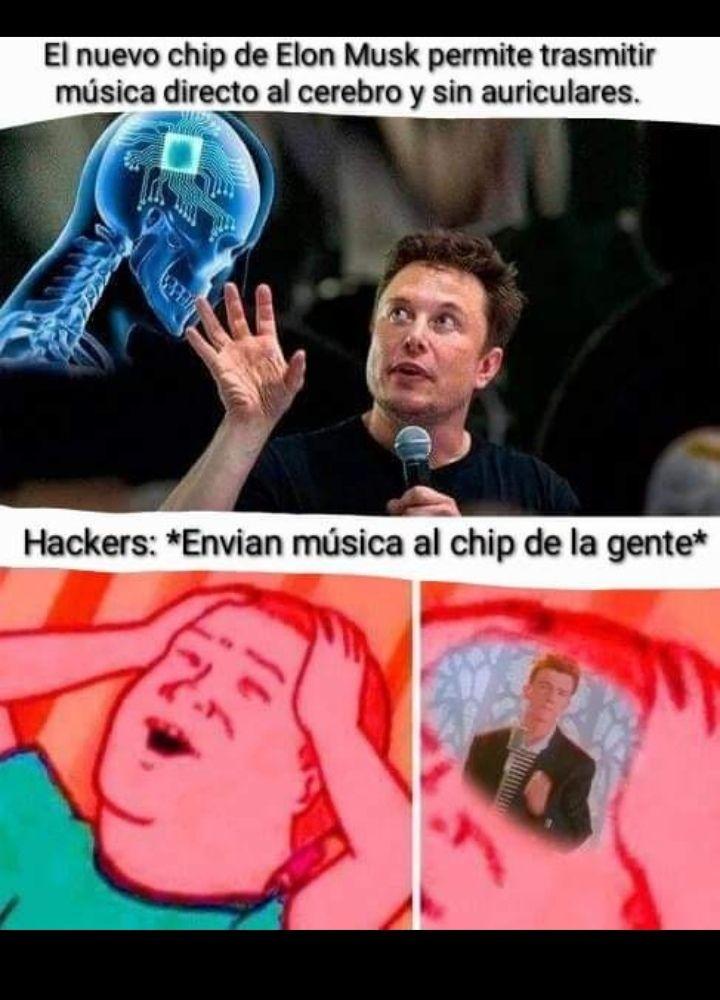 El nuevo chip de Elon Musk permite trasmitir
música directo al cerebro y sin auriculares.
Hackers: *Envian música al chip de la gente*